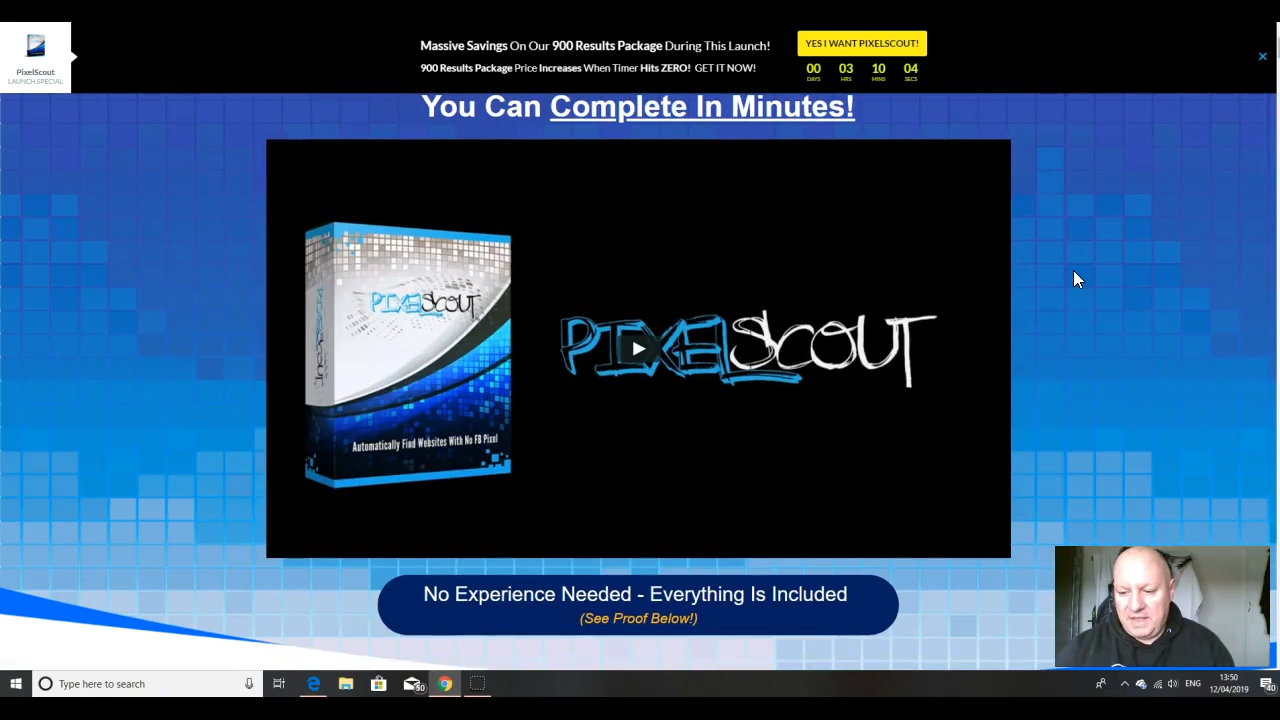 PixelScout
LAUNCH SPECIAL
Massive Savings On Our 900 Results Package During This Launch!
900 Results Package Price Increases When Timer Hits ZERO! GET IT NOW!
YES I WANT PIXELSCOUT!
00 03 10 04
DAYS HRS MINS SECS
You Can Complete In Minutes!
PIXELSCOUT
PIXELSCOUT
Automatically Find Websites With No FB Pixel
PIXELSCOUT
No Experience Needed - Everything Is Included
(See Proof Below!)
Type here to search
50
ENG
13:50
12/04/2019
40